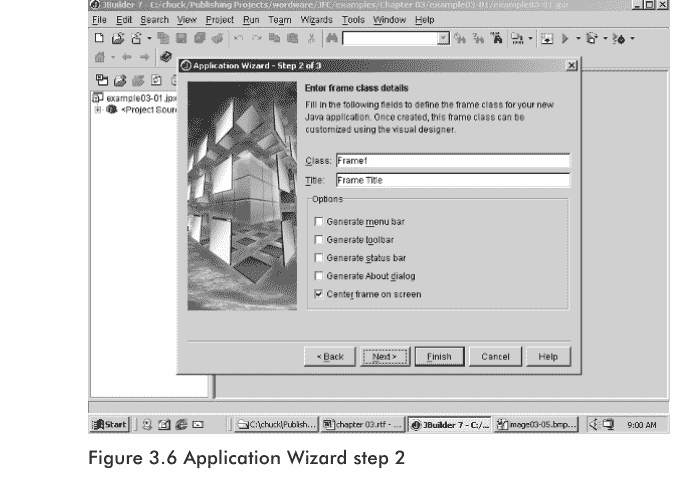 JBuilder 7 - C:/chuck/Publishing Projects/wordware/JFC/examples/Chapter 03/example03-01/example03-01.jpx
File Edit Search View Project Run Team Wizards Tools Window Help
Application Wizard - Step 2 of 3
example03-01.jpx
<Project Sour
Enter frame class details
Fill in the following fields to define the frame class for your new
Java application. Once created, this frame class can be
customized using the visual designer.
Class: Frame1
Title: Frame Title
Options
Generate menu bar
Generate toolbar
Generate status bar
Generate About dialog
Center frame on screen
< Back Next > Finish Cancel Help
Start C:\chuck\Publish... chapter 03.rtf - ... JBuilder 7 - C:/... image03-05.bmp... 9:00 AM
Figure 3.6 Application Wizard step 2